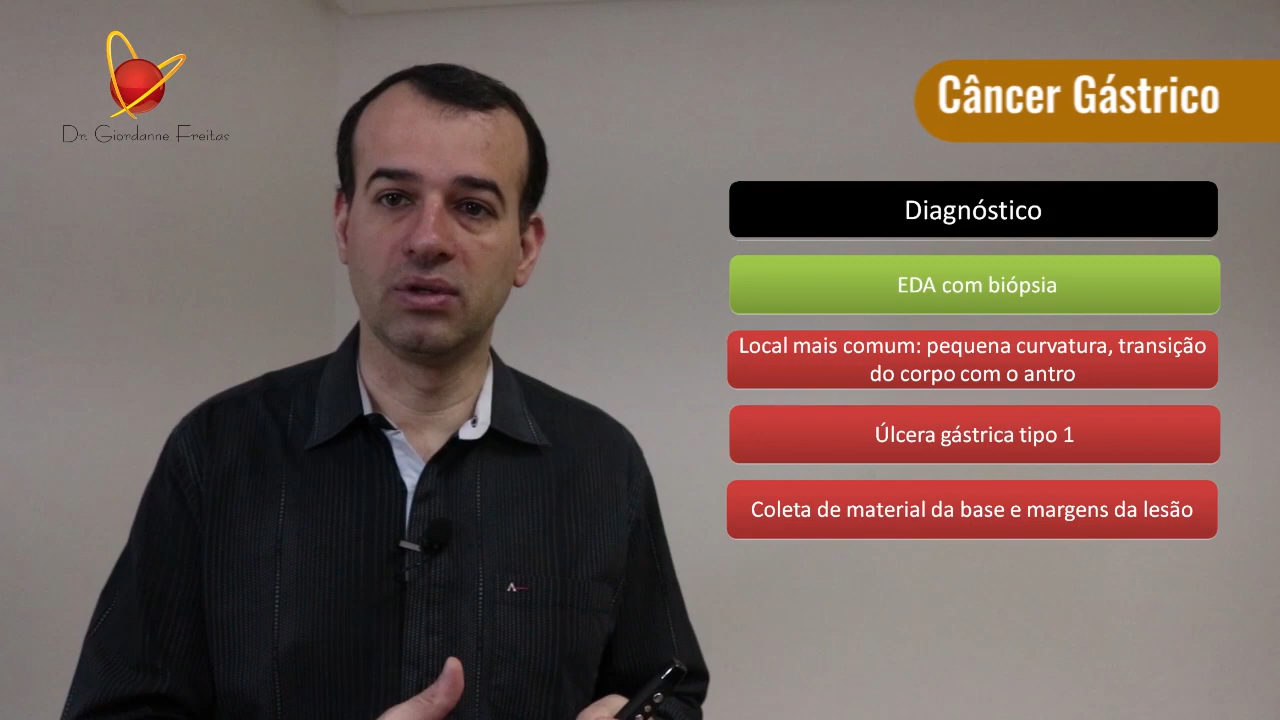 Dr. Giordanne Freitas
Câncer Gástrico
Diagnóstico
EDA com biópsia
Local mais comum: pequena curvatura, transição
do corpo com o antro
Úlcera gástrica tipo 1
Coleta de material da base e margens da lesão